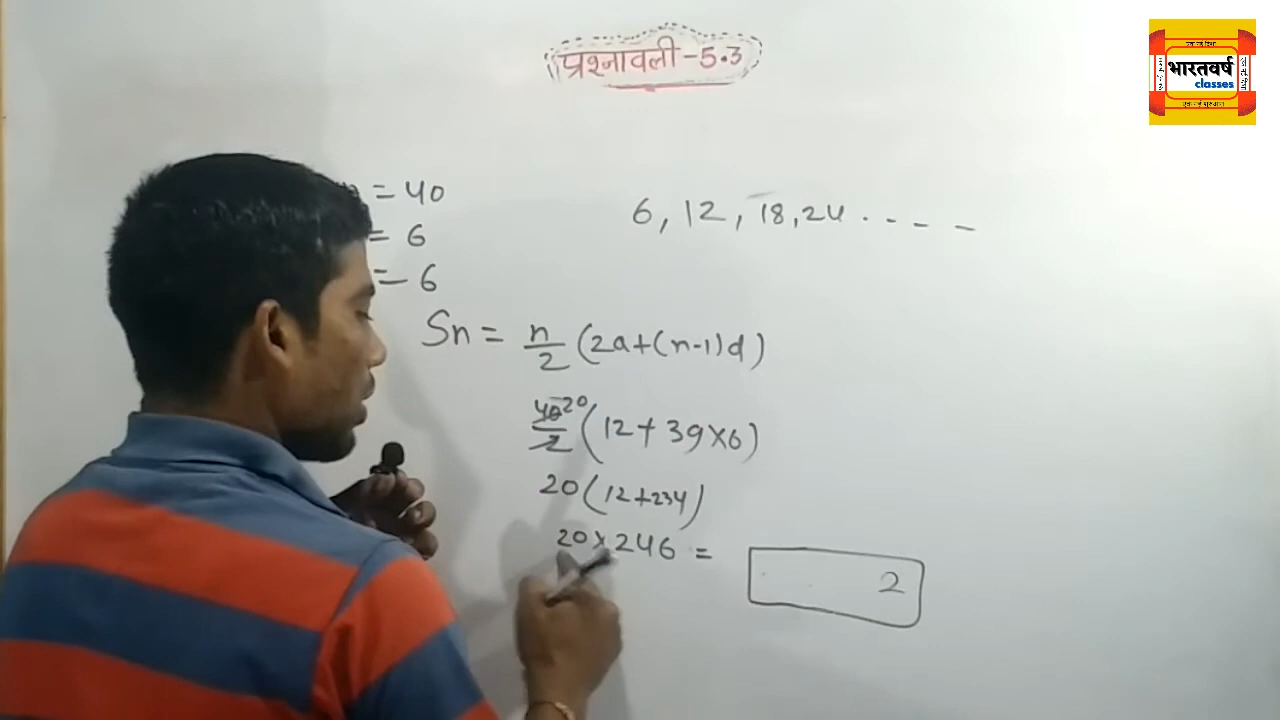 प्रश्नावली-5.3
भारतवर्ष
classes
= 40
= 6
= 6
6, 12, 18, 24 . - - -
Sn = n/2 (2a+(n-1)d)
40/2 20 (12+39×6)
20(12+234)
20×246 =
2